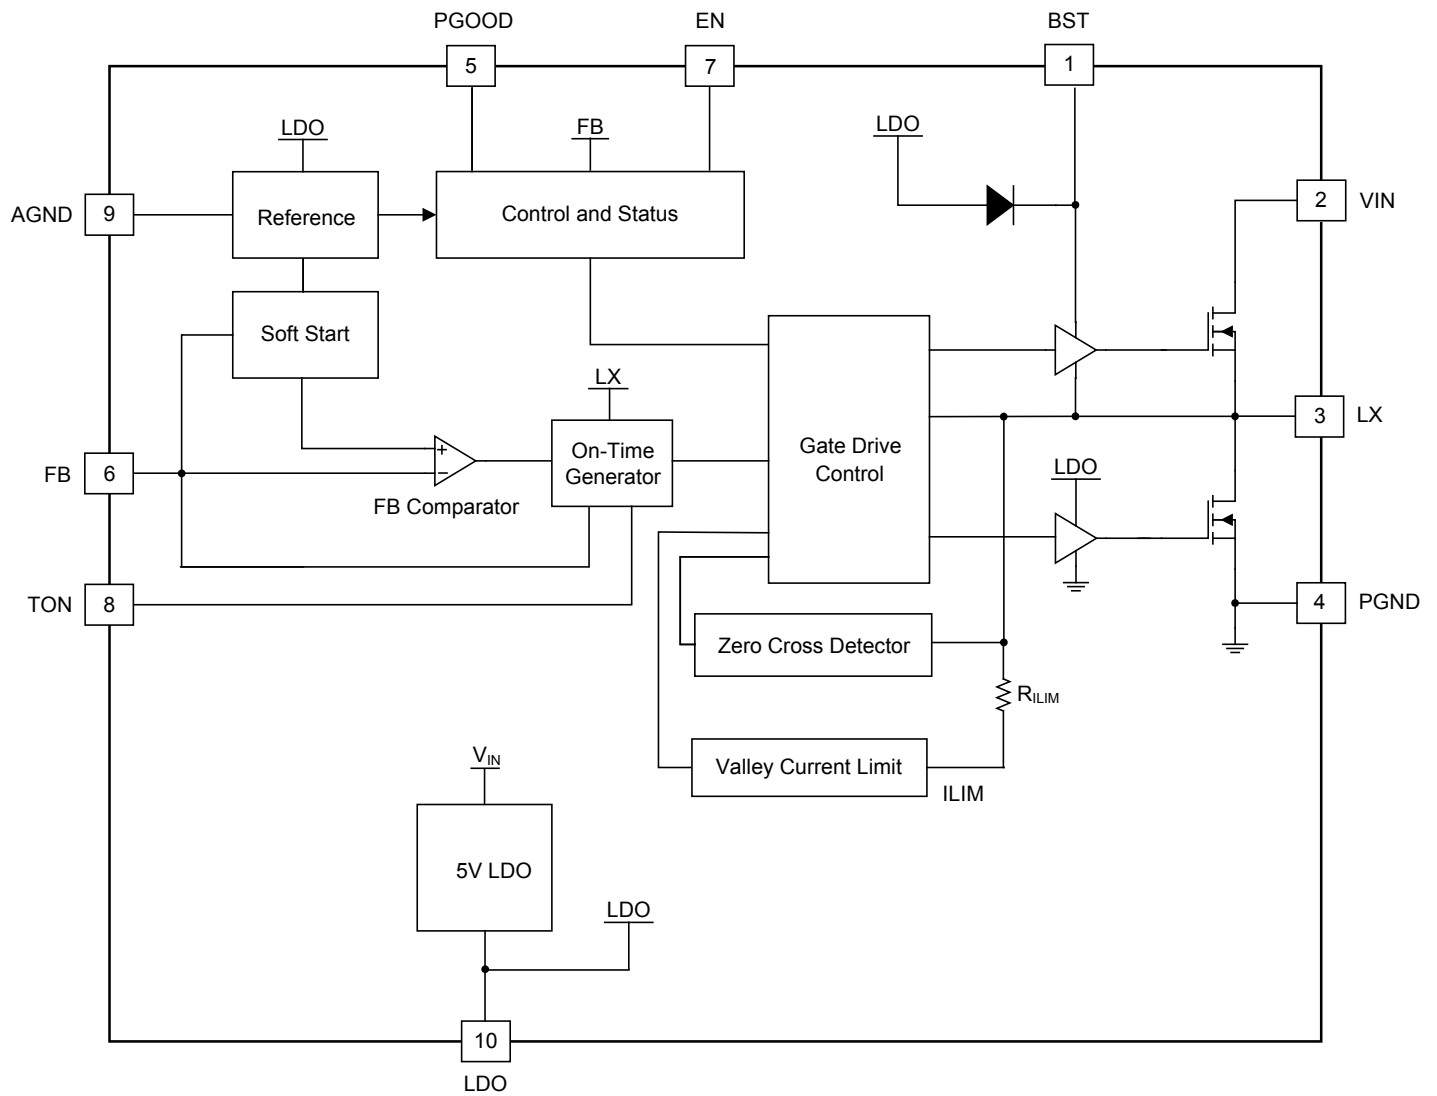 PGOOD
EN
BST
5
7
1
LDO
FB
LDO
AGND
9
Reference
Control and Status
2
VIN
Soft Start
LX
3
LX
FB
6
+
−
FB Comparator
On-Time
Generator
Gate Drive
Control
LDO
TON
8
4
PGND
Zero Cross Detector
RILIM
Valley Current Limit
ILIM
VIN
5V LDO
LDO
10
LDO